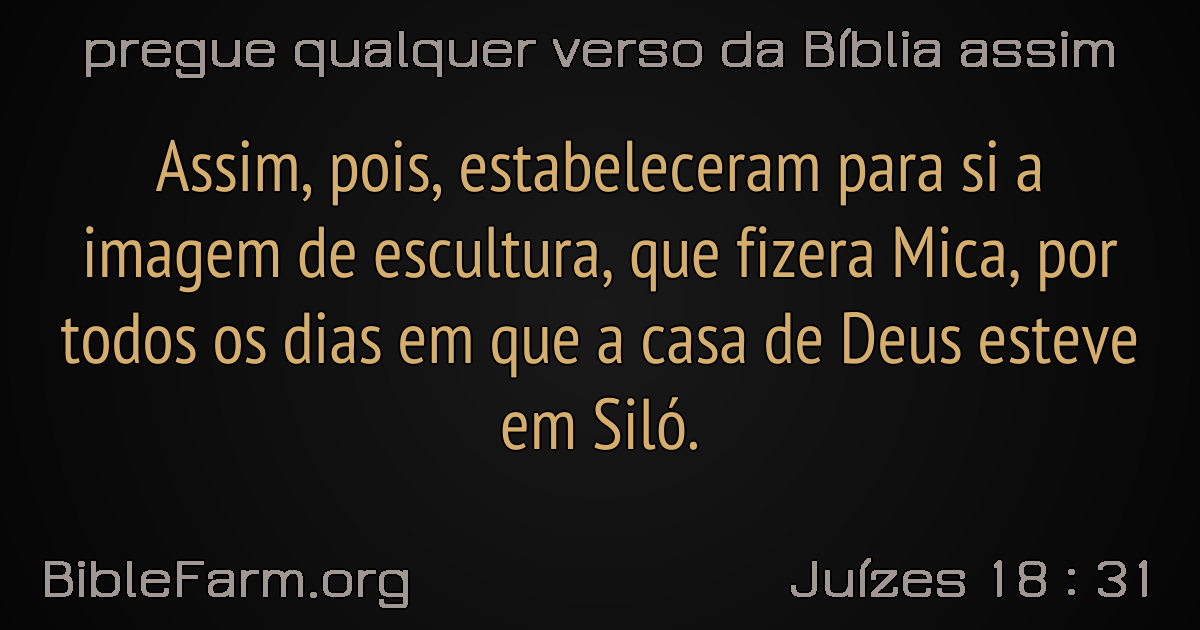 pregue qualquer verso da Bíblia assim
Assim, pois, estabeleceram para si a
imagem de escultura, que fizera Mica, por
todos os dias em que a casa de Deus esteve
em Siló.
BibleFarm.org
Juízes 18 : 31